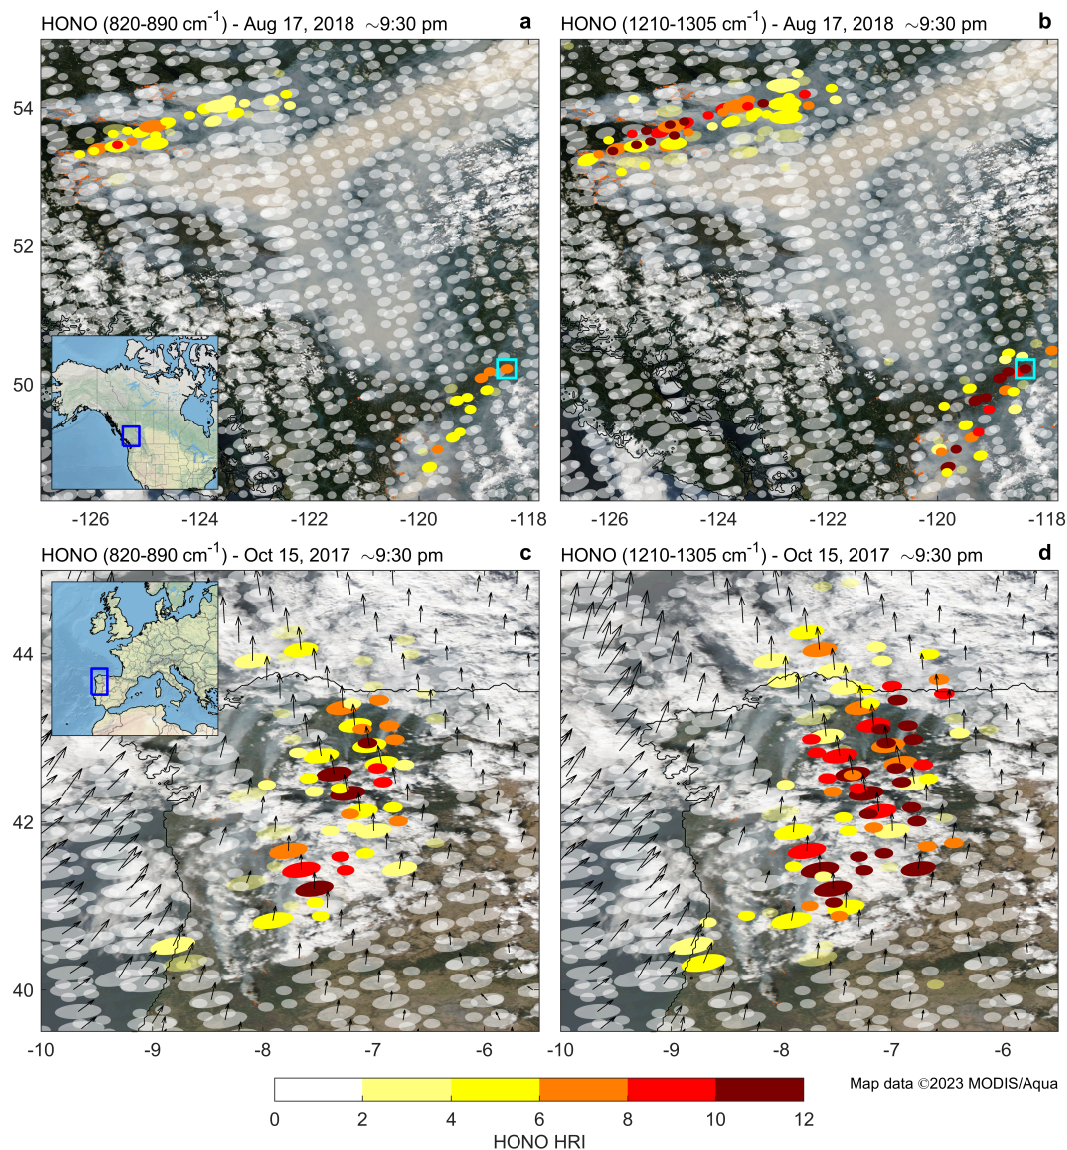 HONO (820-890 cm-1) - Aug 17, 2018 ~9:30 pm a
HONO (1210-1305 cm-1) - Aug 17, 2018 ~9:30 pm b
54
52
50
-126 -124 -122 -120 -118
-126 -124 -122 -120 -118
HONO (820-890 cm-1) - Oct 15, 2017 ~9:30 pm c
HONO (1210-1305 cm-1) - Oct 15, 2017 ~9:30 pm d
44
42
40
-10 -9 -8 -7 -6
-9 -8 -7 -6
Map data ©2023 MODIS/Aqua
0 2 4 6 8 10 12
HONO HRI